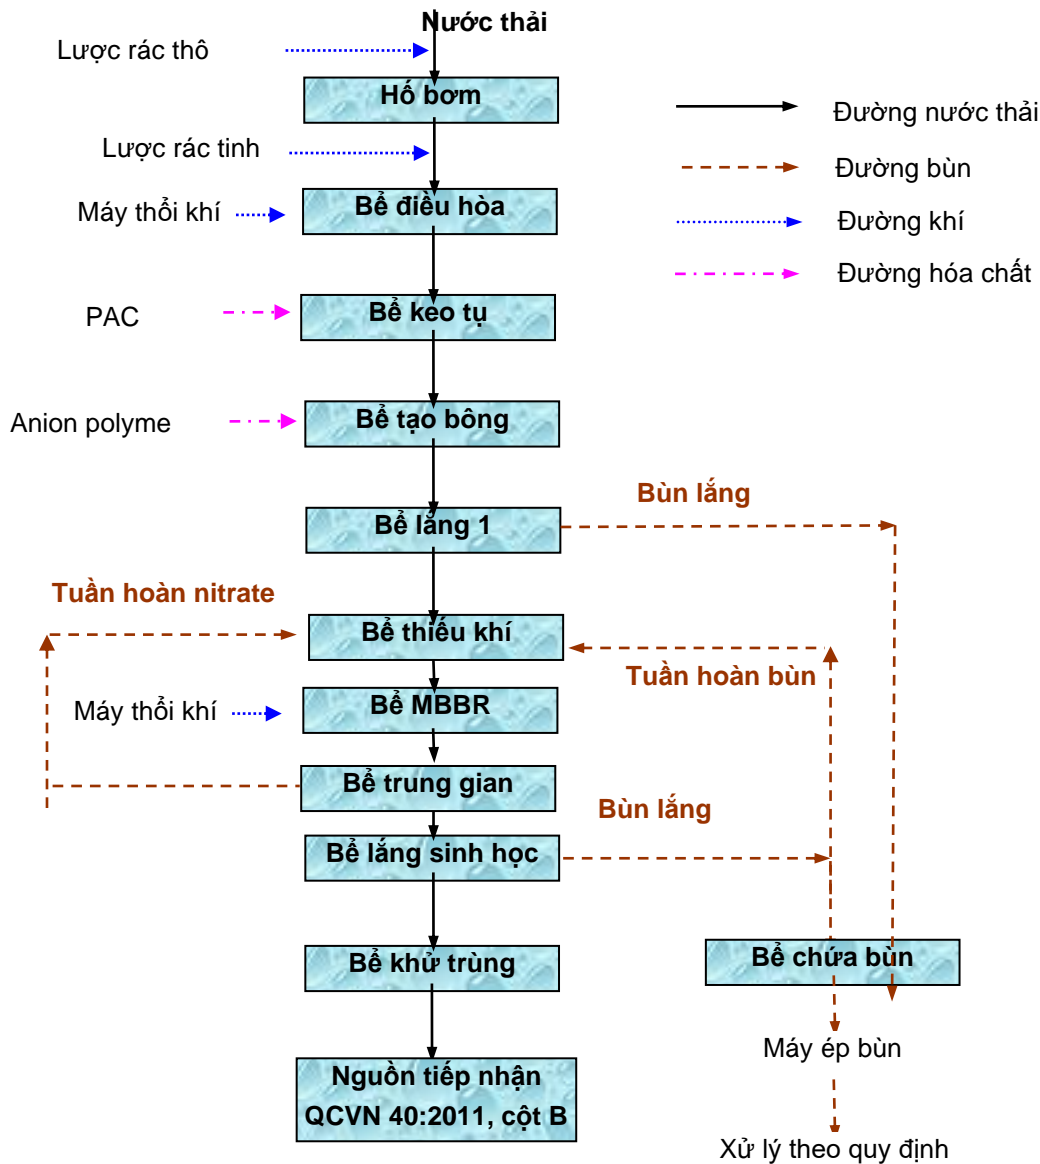 Nước thải
Lược rác thô
Hố bơm
Đường nước thải
Lược rác tinh
Đường bùn
Máy thổi khí
Bể điều hòa
Đường khí
Đường hóa chất
PAC
Bể keo tụ
Anion polyme
Bể tạo bông
Bùn lắng
Bể lắng 1
Tuần hoàn nitrate
Bể thiếu khí
Tuần hoàn bùn
Máy thổi khí
Bể MBBR
Bể trung gian
Bùn lắng
Bể lắng sinh học
Bể khử trùng
Bể chứa bùn
Máy ép bùn
Nguồn tiếp nhận
QCVN 40:2011, cột B
Xử lý theo quy định